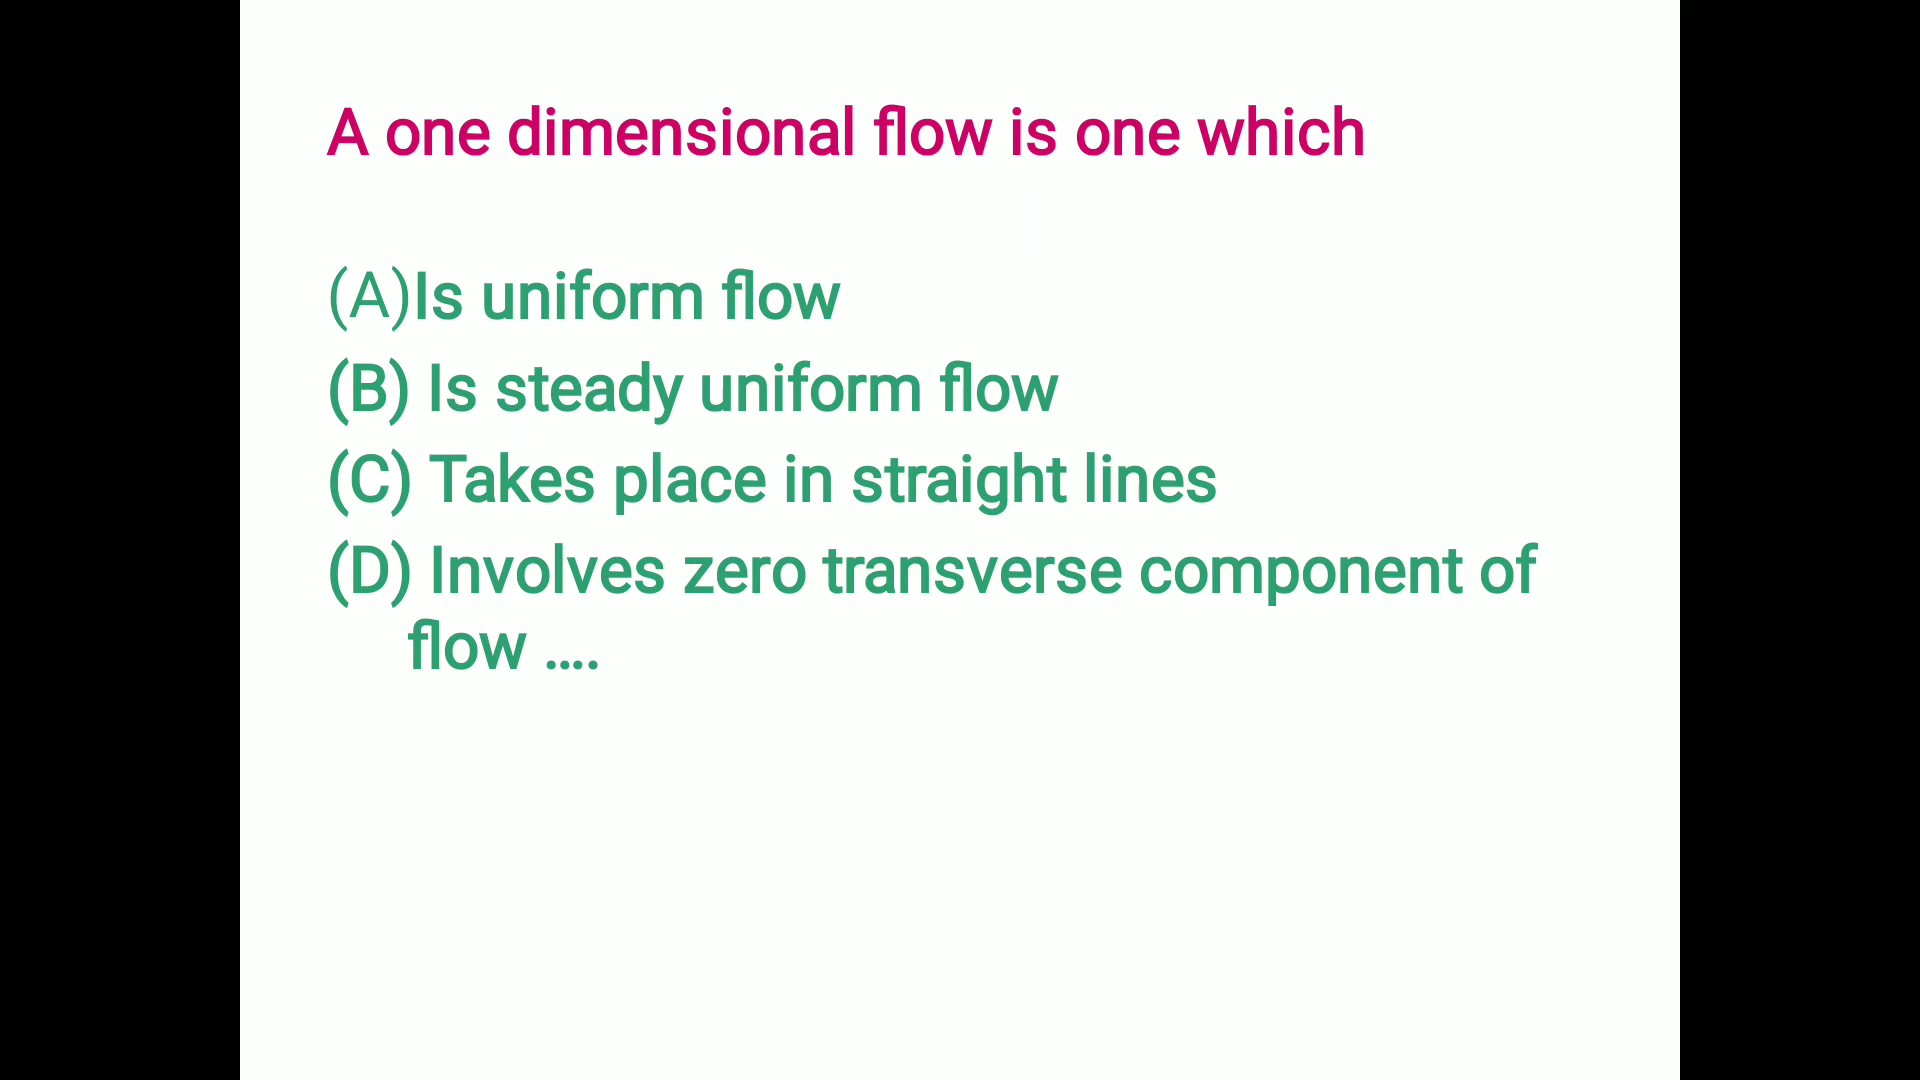 A one dimensional flow is one which
(A)Is uniform flow
(B) Is steady uniform flow
(C) Takes place in straight lines
(D) Involves zero transverse component of
flow ....